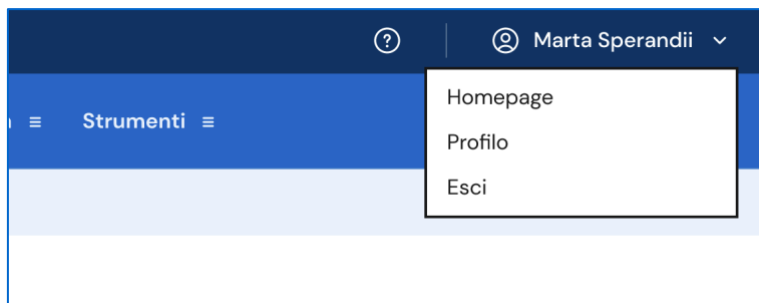 Marta Sperandii
Strumenti
Homepage
Profilo
Esci